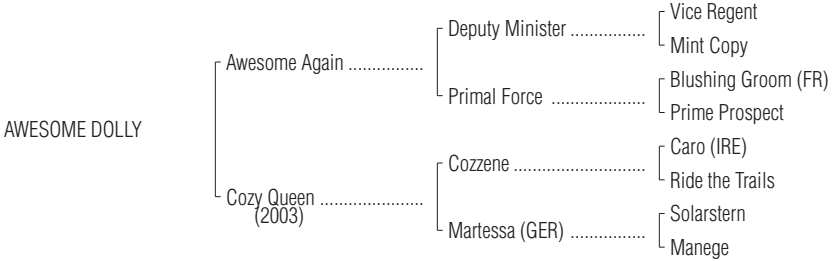 Vice Regent
Deputy Minister ................
Mint Copy
Awesome Again ................
Blushing Groom (FR)
Primal Force ....................
Prime Prospect
AWESOME DOLLY
Caro (IRE)
Cozzene ............................
Ride the Trails
Cozy Queen ......................
(2003)
Solarstern
Martessa (GER) ................
Manege